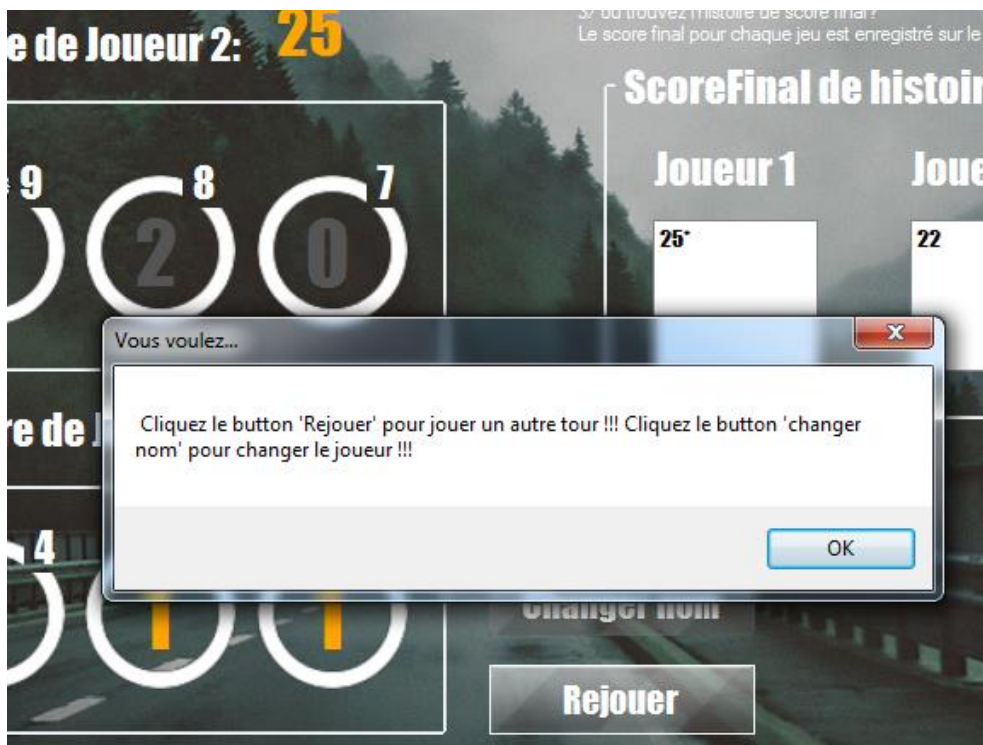 3/ où trouvez l'histoire de score final?
e de Joueur 2: 25
Le score final pour chaque jeu est enregistré sur le
ScoreFinal de histoir
9 8 7
Joueur 1 Joue
2 0
25* 22
Vous voulez...
Cliquez le button 'Rejouer' pour jouer un autre tour !!! Cliquez le button 'changer
nom' pour changer le joueur !!!
re de J
OK
4
1 1
Changer nom
Rejouer